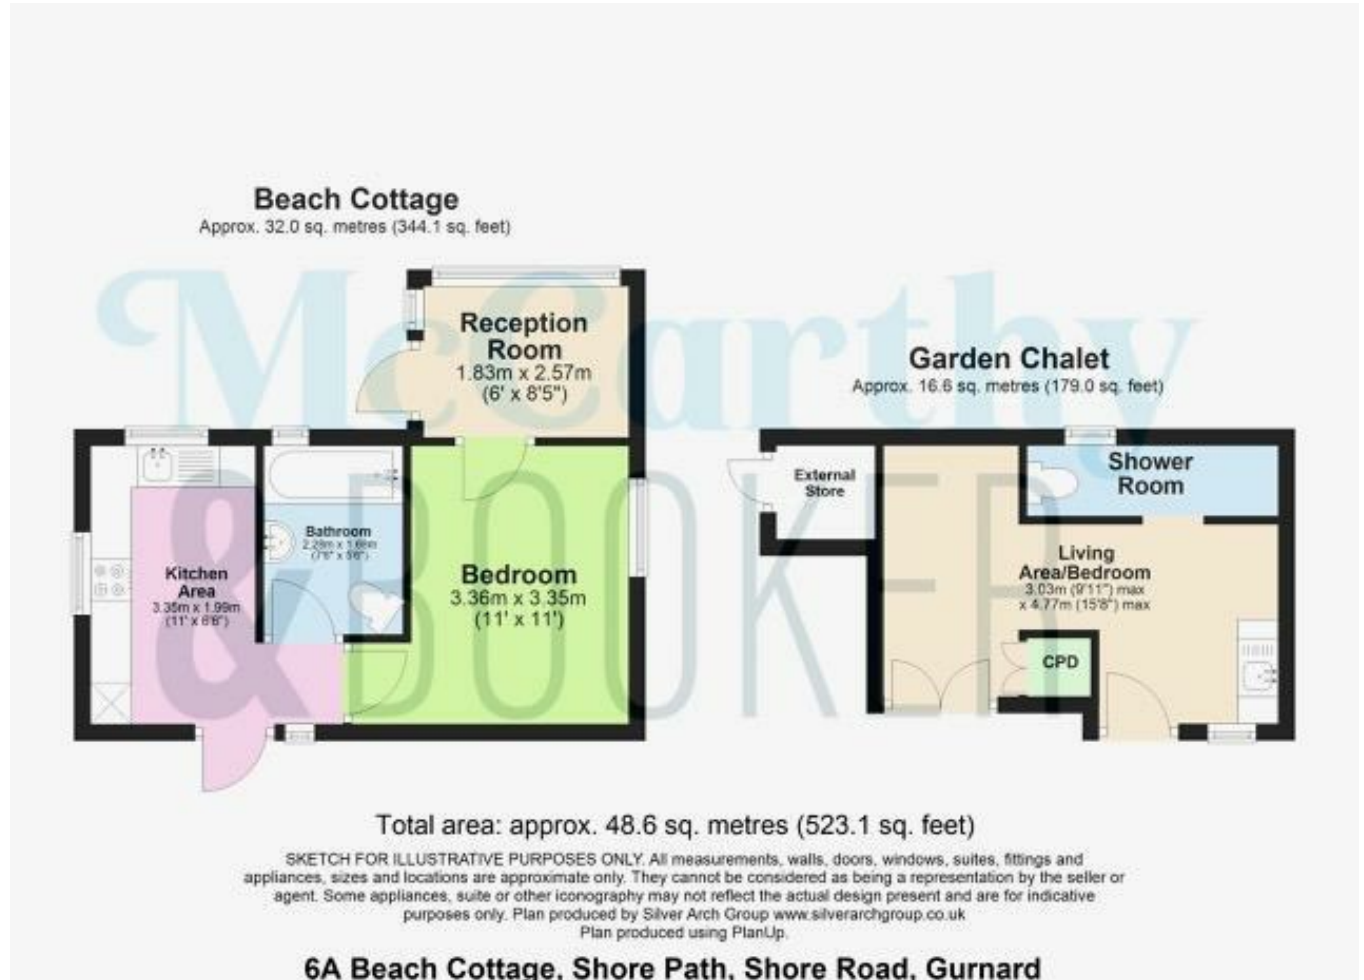 Beach Cottage
Approx. 32.0 sq. metres (344.1 sq. feet)
McCarthy
&BOOKER
Reception
Room
1.83m x 2.57m
(6' x 8'5")
Garden Chalet
Approx. 16.6 sq. metres (179.0 sq. feet)
Kitchen
Area
3.35m x 1.99m
(11' x 6'6")
Bathroom
Bedroom
3.36m x 3.35m
(11' x 11')
External
Store
Shower
Room
Living
Area/Bedroom
3.03m (9'11") max
x 4.77m (15'8") max
CPD
Total area: approx. 48.6 sq. metres (523.1 sq. feet)
SKETCH FOR ILLUSTRATIVE PURPOSES ONLY. All measurements, walls, doors, windows, suites, fittings and
appliances, sizes and locations are approximate only. They cannot be considered as being a representation by the seller or
agent. Some appliances, suite or other iconography may not reflect the actual design present and are for indicative
purposes only. Plan produced by Silver Arch Group www.silverarchgroup.co.uk
Plan produced using PlanUp.
6A Beach Cottage, Shore Path, Shore Road, Gurnard